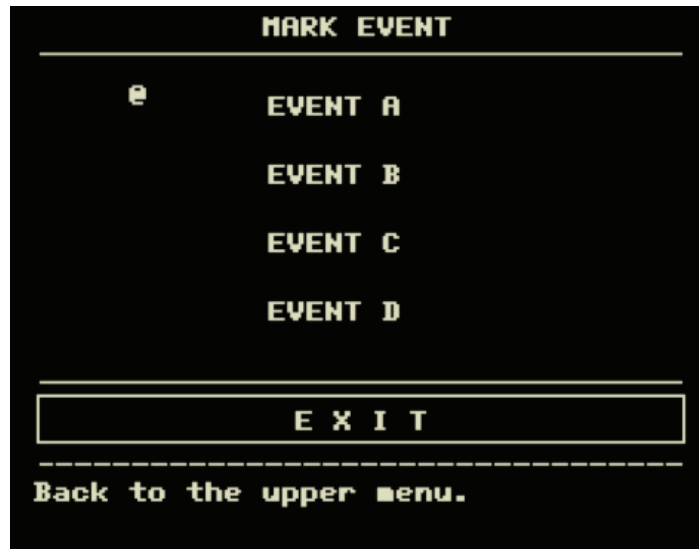 MARK EVENT
@ EVENT A
EVENT B
EVENT C
EVENT D
E X I T
Back to the upper menu.